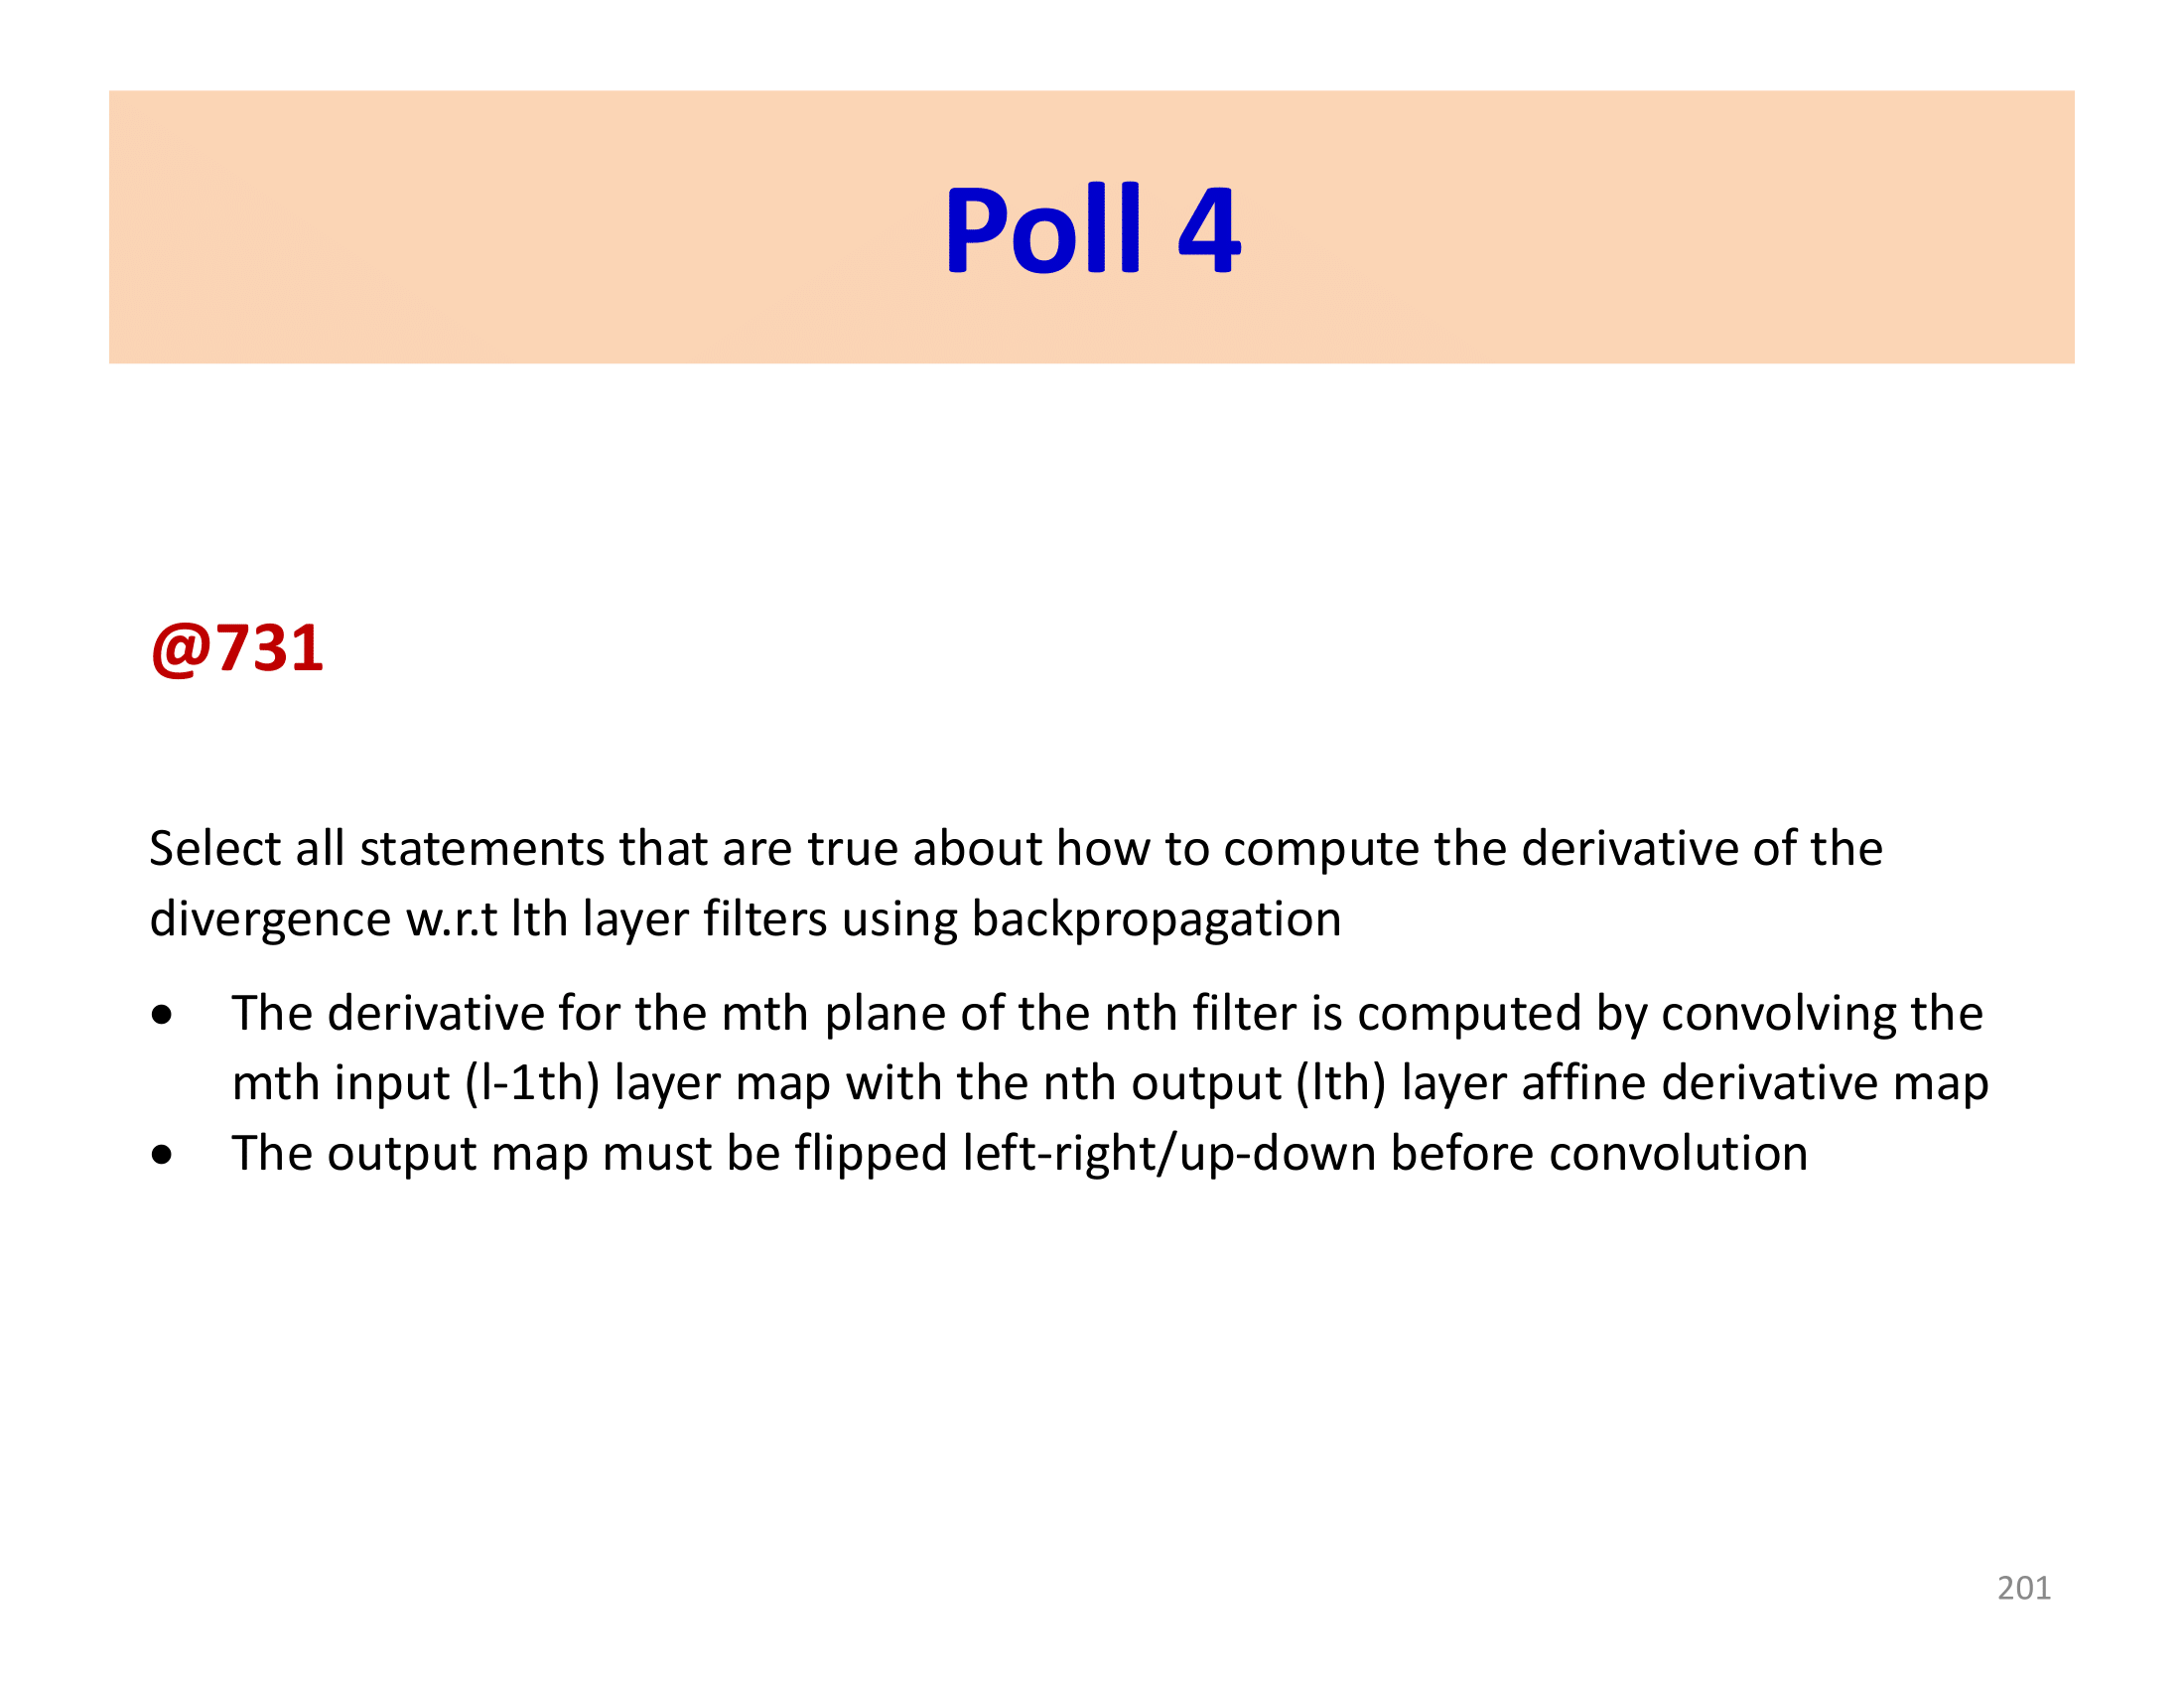 Poll 4
@731
Select all statements that are true about how to compute the derivative of the
divergence w.r.t lth layer filters using backpropagation
● The derivative for the mth plane of the nth filter is computed by convolving the
mth input (l-1th) layer map with the nth output (lth) layer affine derivative map
● The output map must be flipped left-right/up-down before convolution
201